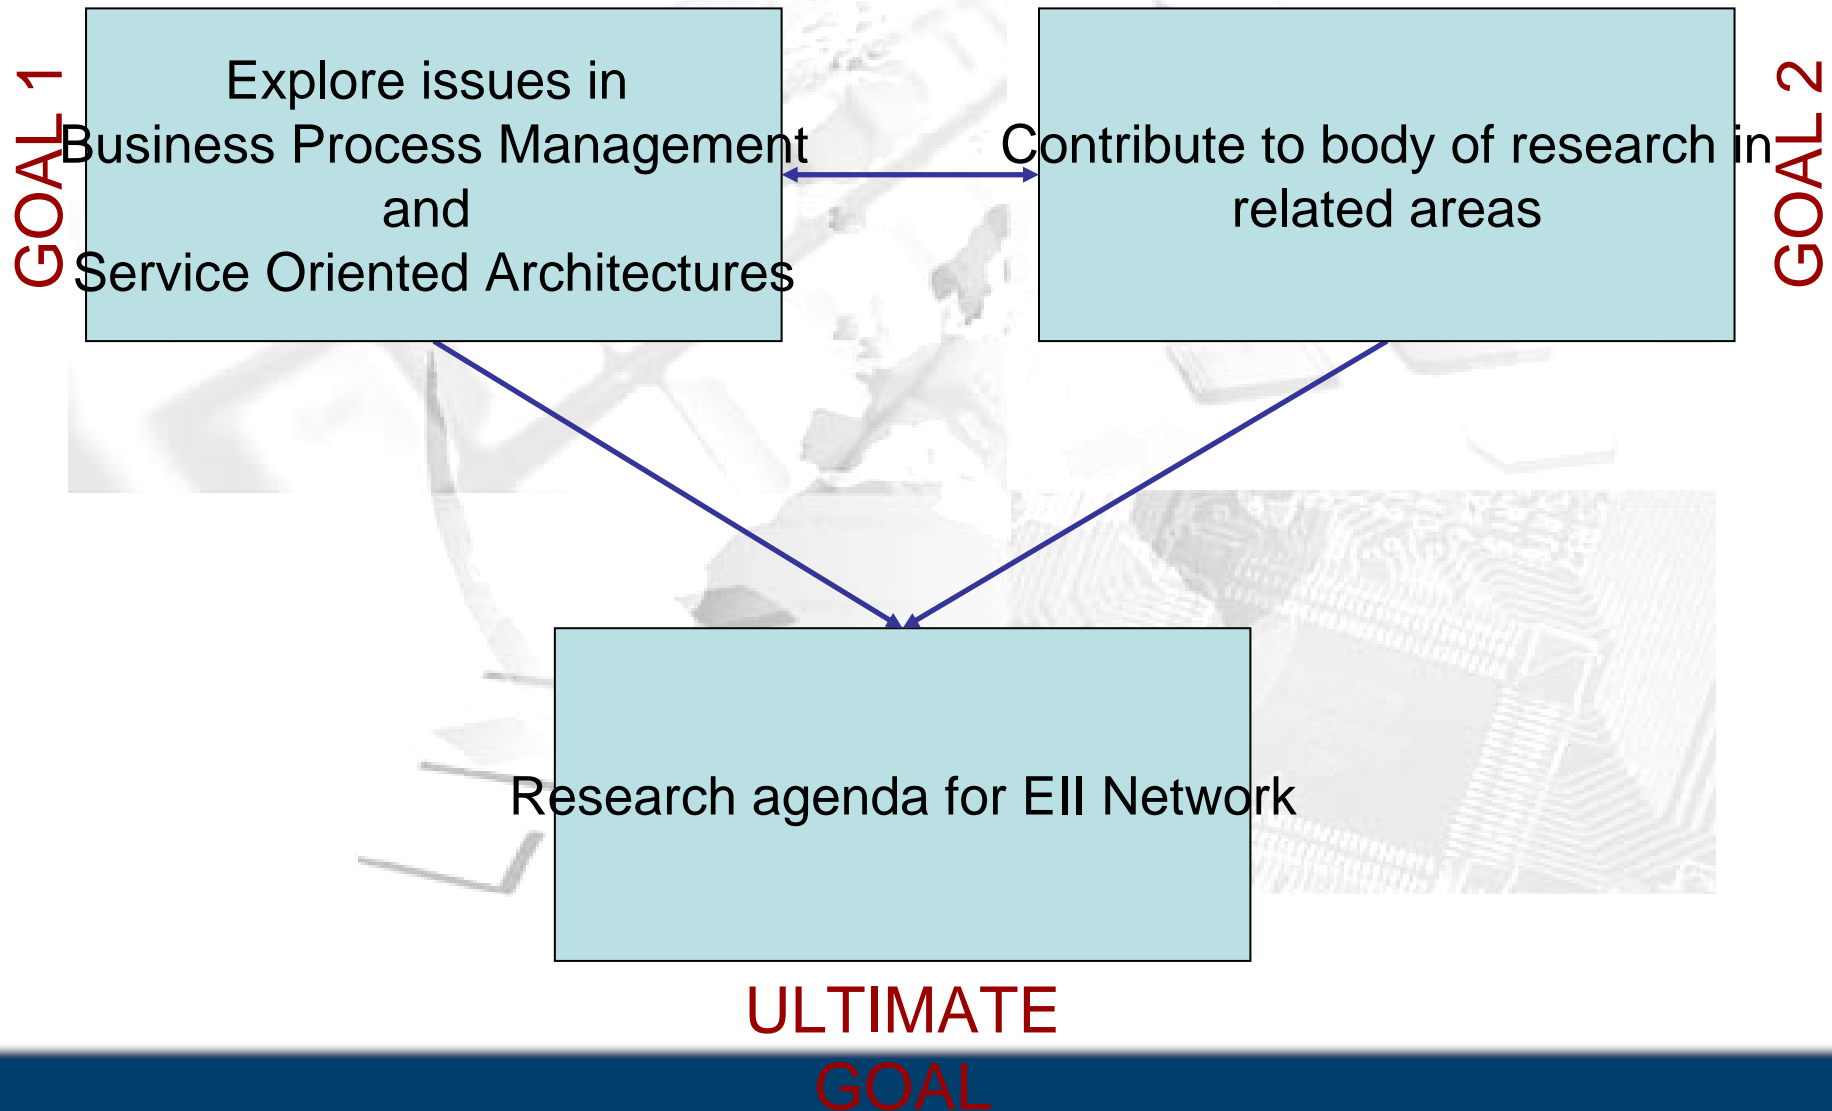 GOAL 1
Explore issues in
Business Process Management
and
Service Oriented Architectures
Contribute to body of research in
related areas
GOAL 2
Research agenda for EII Network
ULTIMATE
GOAL